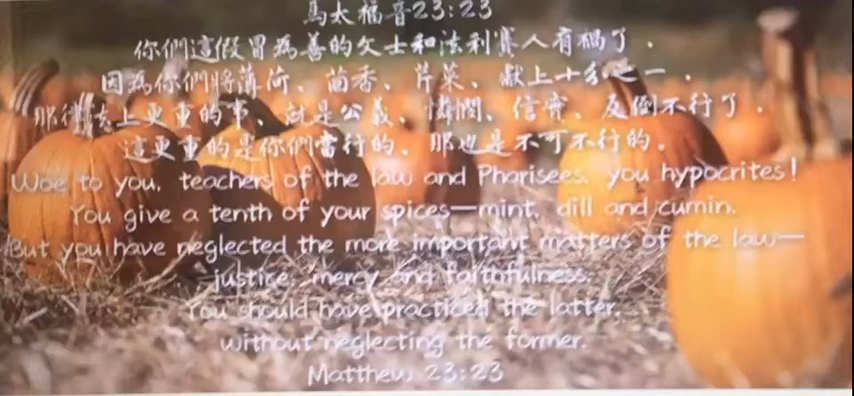 馬太福音23:23
你們這假冒為善的文士和法利賽人有禍了．
因為你們將薄荷、茴香、芹菜、獻上十分之一．
那律法上更重的事、就是公義、憐憫、信實、反倒不行了．
這更重的是你們當行的、那也是不可不行的。
Woe to you, teachers of the law and Pharisees, you hypocrites!
You give a tenth of your spices—mint, dill and cumin.
But you have neglected the more important matters of the law—
justice, mercy and faithfulness.
You should have practiced the latter,
without neglecting the former.
Matthew 23:23